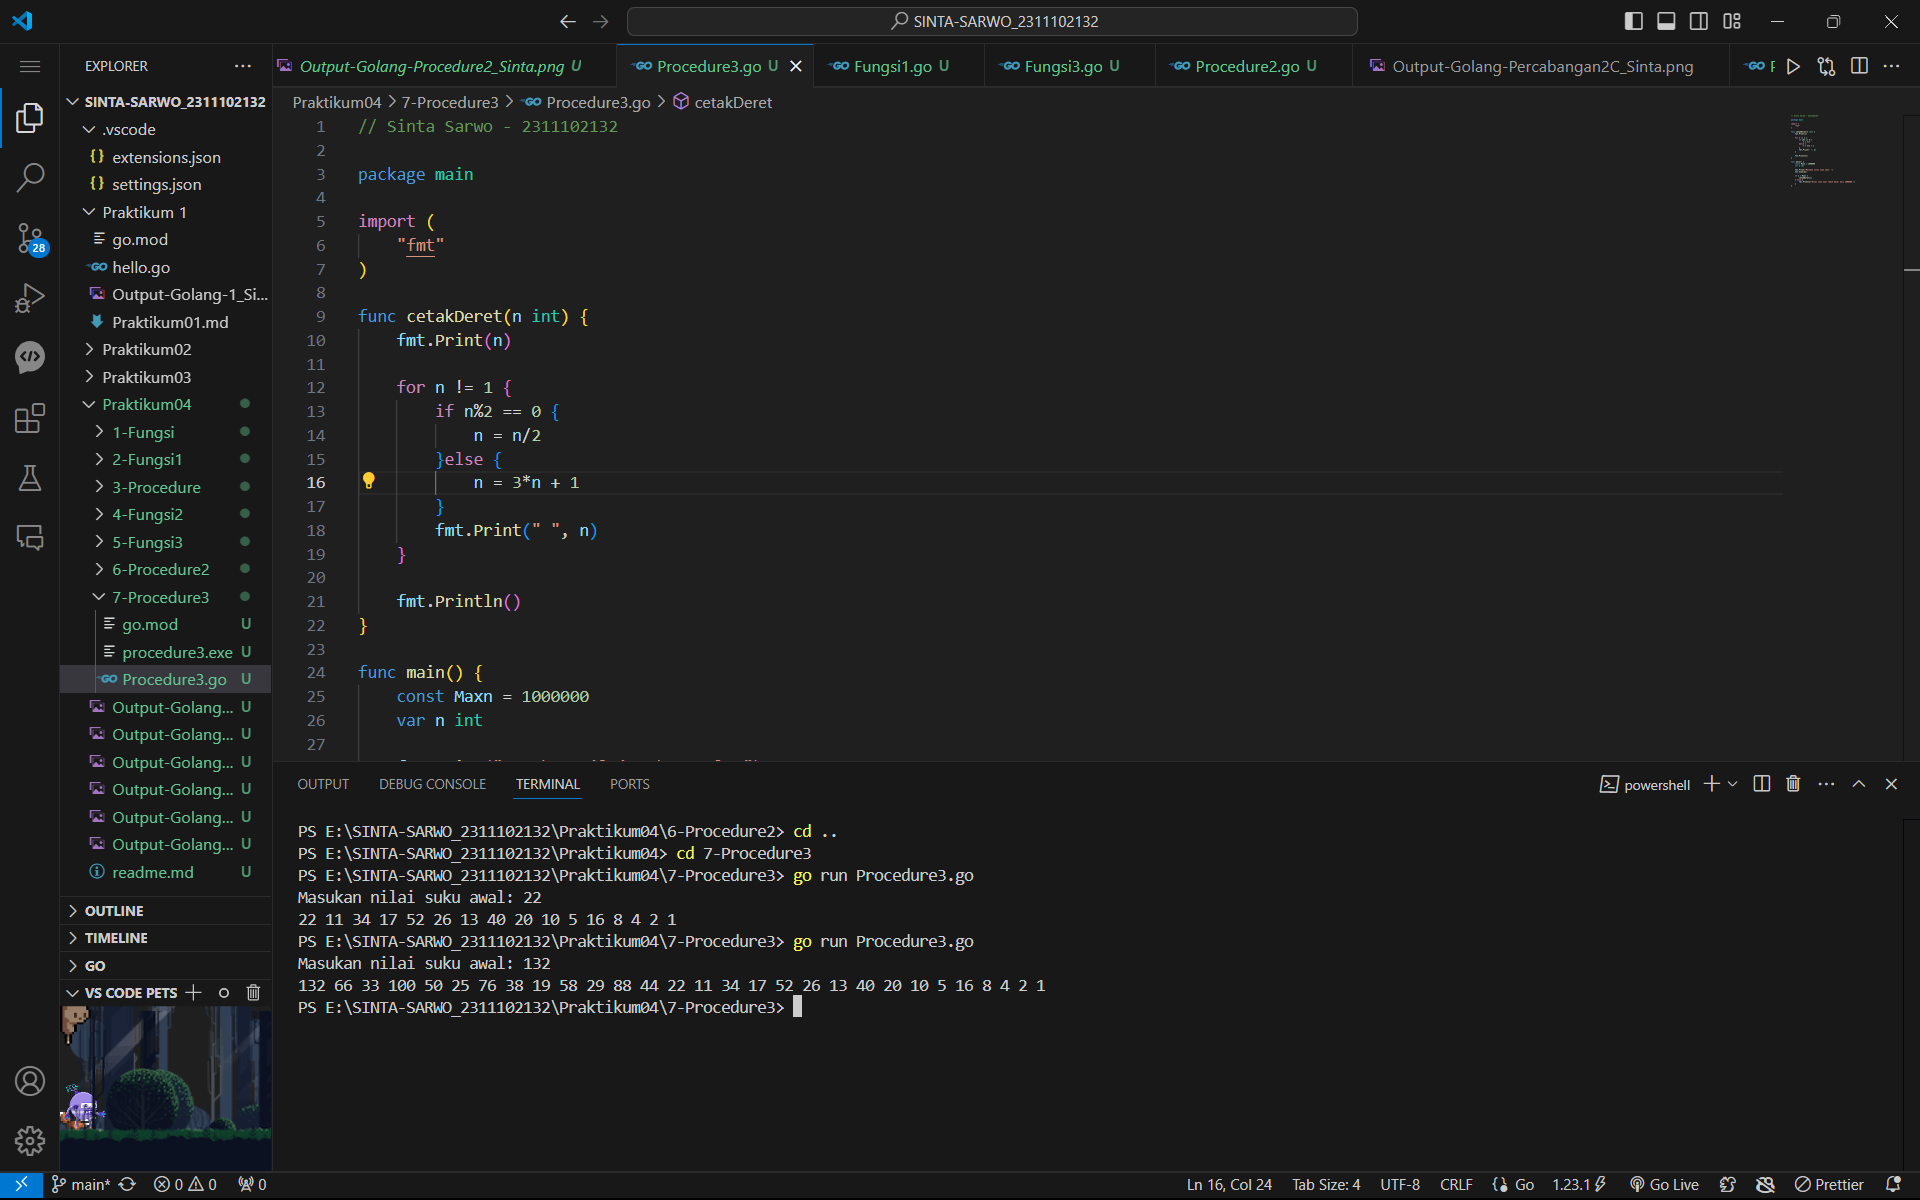 SINTA-SARWO_2311102132
EXPLORER
Output-Golang-Procedure2_Sinta.png U
Procedure3.go U
Fungsi1.go U
Fungsi3.go U
Procedure2.go U
Output-Golang-Percabangan2C_Sinta.png
SINTA-SARWO_2311102132
.vscode
{} extensions.json
{} settings.json
Praktikum 1
go.mod
GO hello.go
Output-Golang-1_Si...
Praktikum01.md
Praktikum02
Praktikum03
Praktikum04
1-Fungsi
2-Fungsi1
3-Procedure
4-Fungsi2
5-Fungsi3
6-Procedure2
7-Procedure3
go.mod U
procedure3.exe U
GO Procedure3.go U
Output-Golang... U
Output-Golang... U
Output-Golang... U
Output-Golang... U
Output-Golang... U
Output-Golang... U
readme.md U
OUTLINE
TIMELINE
GO
VS CODE PETS
28
Praktikum04 > 7-Procedure3 > GO Procedure3.go > cetakDeret
1 // Sinta Sarwo - 2311102132
2
3 package main
4
5 import (
6 "fmt"
7 )
8
9 func cetakDeret(n int) {
10 fmt.Print(n)
11
12 for n != 1 {
13 if n%2 == 0 {
14 n = n/2
15 }else {
16 n = 3*n + 1
17 }
18 fmt.Print(" ", n)
19 }
20
21 fmt.Println()
22 }
23
24 func main() {
25 const Maxn = 1000000
26 var n int
27
OUTPUT DEBUG CONSOLE TERMINAL PORTS
powershell
PS E:\SINTA-SARWO_2311102132\Praktikum04\6-Procedure2> cd ..
PS E:\SINTA-SARWO_2311102132\Praktikum04> cd 7-Procedure3
PS E:\SINTA-SARWO_2311102132\Praktikum04\7-Procedure3> go run Procedure3.go
Masukan nilai suku awal: 22
22 11 34 17 52 26 13 40 20 10 5 16 8 4 2 1
PS E:\SINTA-SARWO_2311102132\Praktikum04\7-Procedure3> go run Procedure3.go
Masukan nilai suku awal: 132
132 66 33 100 50 25 76 38 19 58 29 88 44 22 11 34 17 52 26 13 40 20 10 5 16 8 4 2 1
PS E:\SINTA-SARWO_2311102132\Praktikum04\7-Procedure3>
main* 0 0 0 Ln 16, Col 24 Tab Size: 4 UTF-8 CRLF {} Go 1.23.1 Go Live Prettier